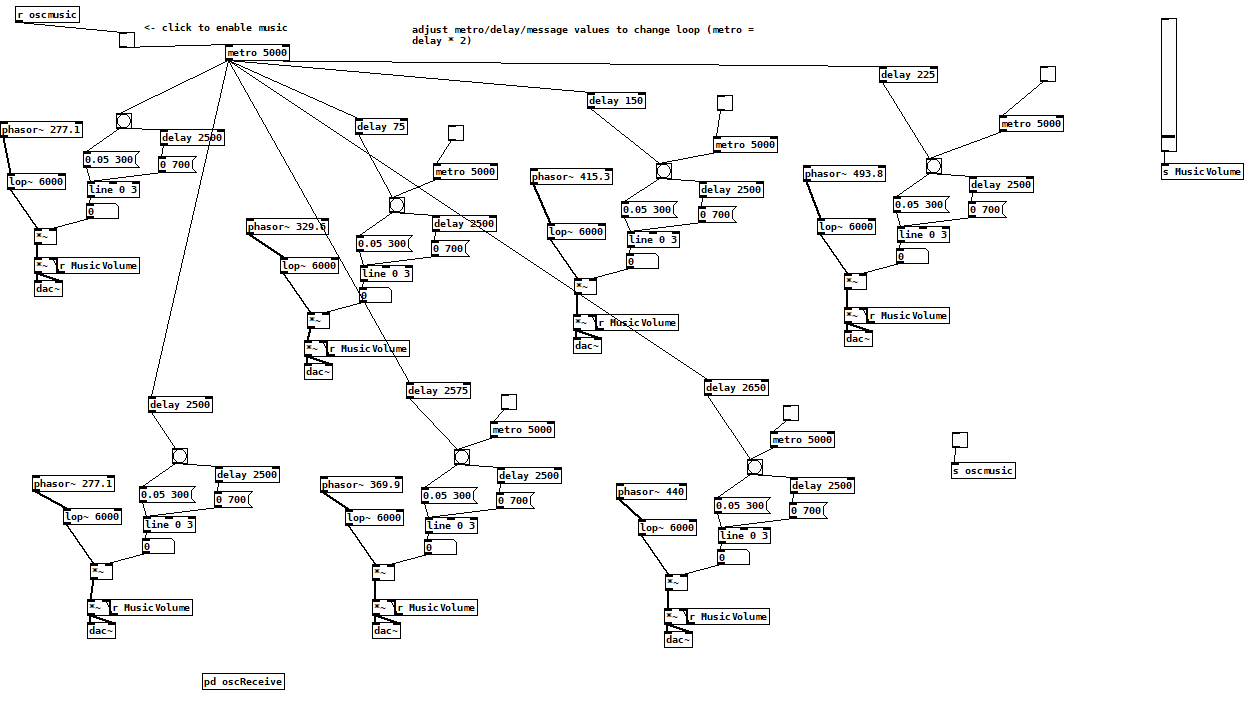 r oscmusic
<- click to enable music
adjust metro/delay/message values to change loop (metro =
delay * 2)
metro 5000
delay 225
metro 5000
s MusicVolume
phasor~ 277.1
delay 2500
0.05 300
0 700
lop~ 6000
line 0 3
0
*~
*~
r MusicVolume
dac~
delay 75
metro 5000
phasor~ 329.6
delay 2500
0.05 300
0 700
lop~ 6000
line 0 3
0
*~
*~
r MusicVolume
dac~
delay 150
metro 5000
phasor~ 415.3
delay 2500
0.05 300
0 700
lop~ 6000
line 0 3
0
*~
*~
r MusicVolume
dac~
phasor~ 493.8
delay 2500
0.05 300
0 700
lop~ 6000
line 0 3
0
*~
*~
r MusicVolume
dac~
delay 2500
phasor~ 277.1
delay 2500
0.05 300
0 700
lop~ 6000
line 0 3
0
*~
*~
r MusicVolume
dac~
delay 2575
metro 5000
phasor~ 369.9
delay 2500
0.05 300
0 700
lop~ 6000
line 0 3
0
*~
*~
r MusicVolume
dac~
delay 2650
metro 5000
phasor~ 440
delay 2500
0.05 300
0 700
lop~ 6000
line 0 3
0
*~
*~
r MusicVolume
dac~
s oscmusic
pd oscReceive